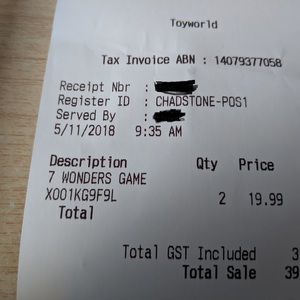 Toyworld
Tax Invoice ABN : 14079377058
Receipt Nbr :
Register ID : CHADSTONE-POS1
Served By :
5/11/2018 9:35 AM
Description Qty Price
7 WONDERS GAME
X001KG9F9L 2 19.99
Total
Total GST Included 3
Total Sale 39